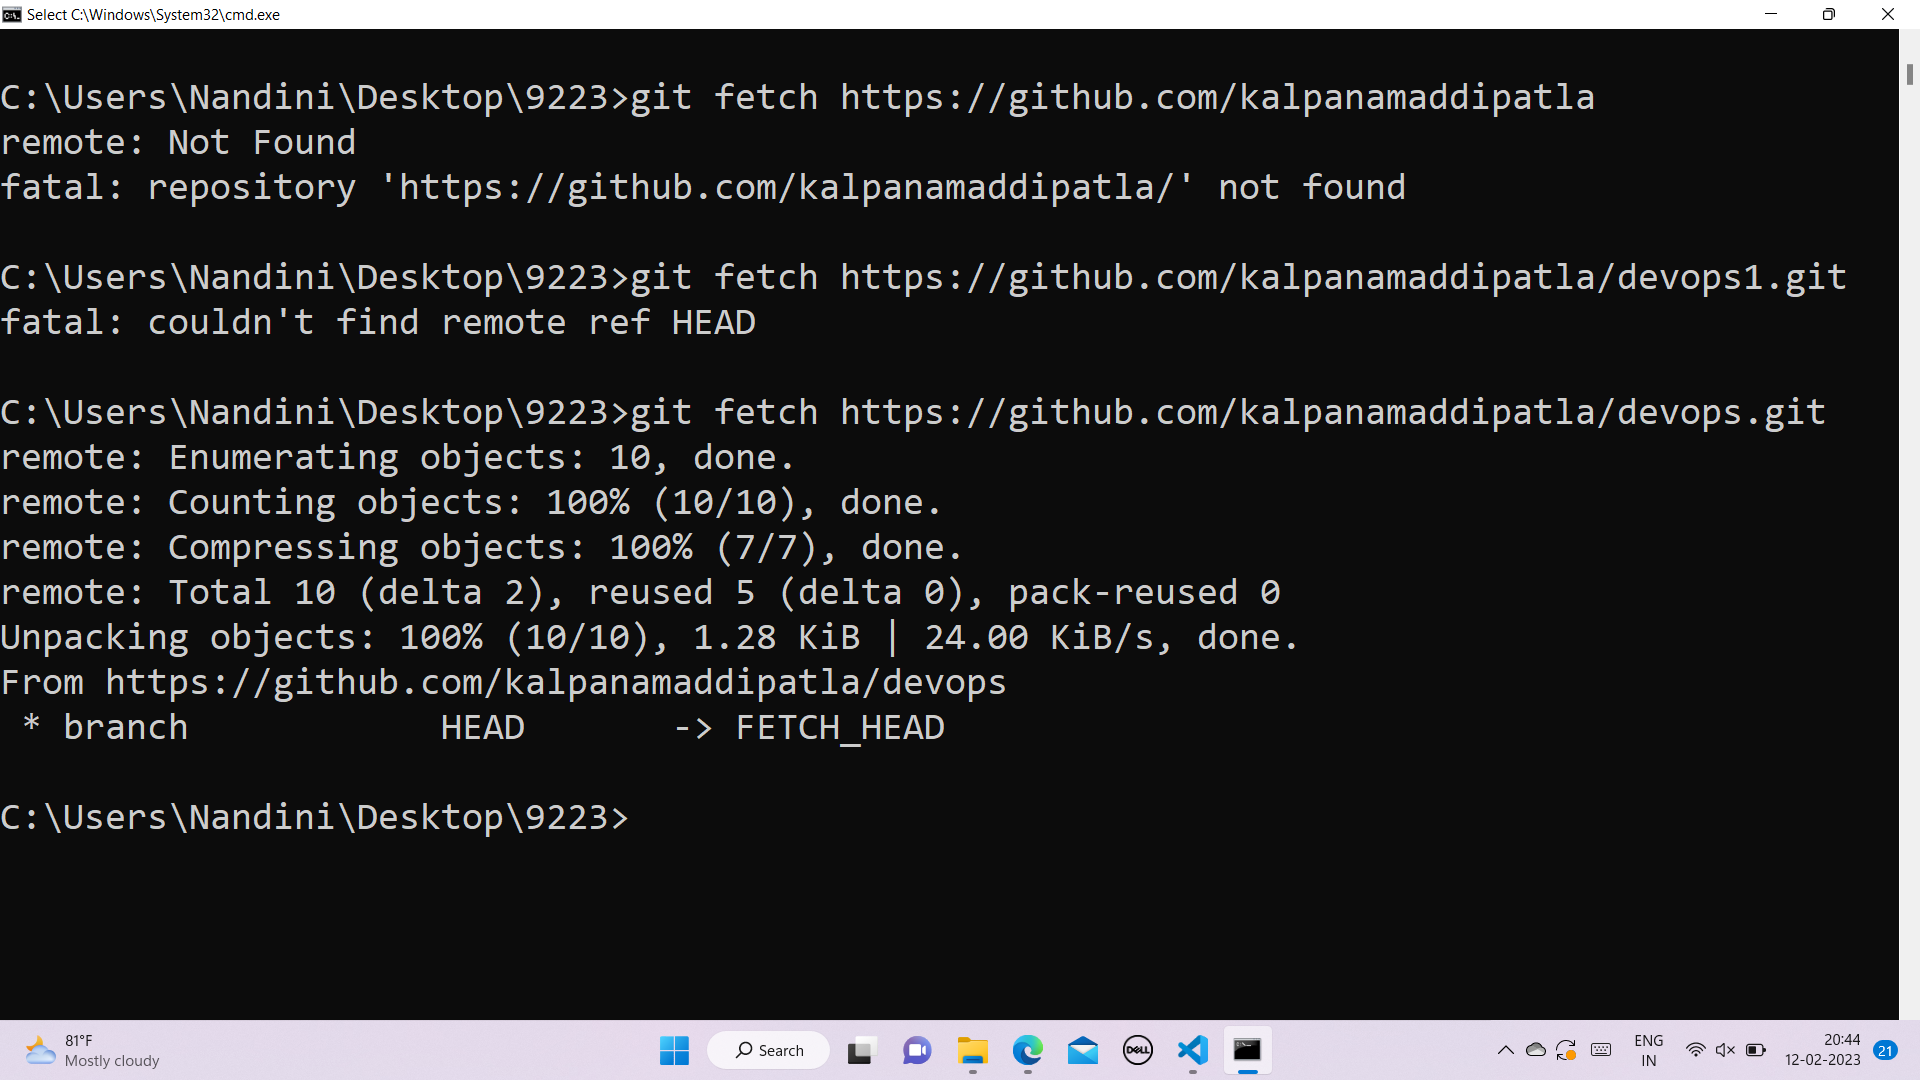 Select C:\Windows\System32\cmd.exe
C:\Users\Nandini\Desktop\9223>git fetch https://github.com/kalpanamaddipatla
remote: Not Found
fatal: repository 'https://github.com/kalpanamaddipatla/' not found
C:\Users\Nandini\Desktop\9223>git fetch https://github.com/kalpanamaddipatla/devops1.git
fatal: couldn't find remote ref HEAD
C:\Users\Nandini\Desktop\9223>git fetch https://github.com/kalpanamaddipatla/devops.git
remote: Enumerating objects: 10, done.
remote: Counting objects: 100% (10/10), done.
remote: Compressing objects: 100% (7/7), done.
remote: Total 10 (delta 2), reused 5 (delta 0), pack-reused 0
Unpacking objects: 100% (10/10), 1.28 KiB | 24.00 KiB/s, done.
From https://github.com/kalpanamaddipatla/devops
 * branch            HEAD       -> FETCH_HEAD
C:\Users\Nandini\Desktop\9223>
81°F
Mostly cloudy
Search
DELL
ENG
IN
20:44
12-02-2023
21